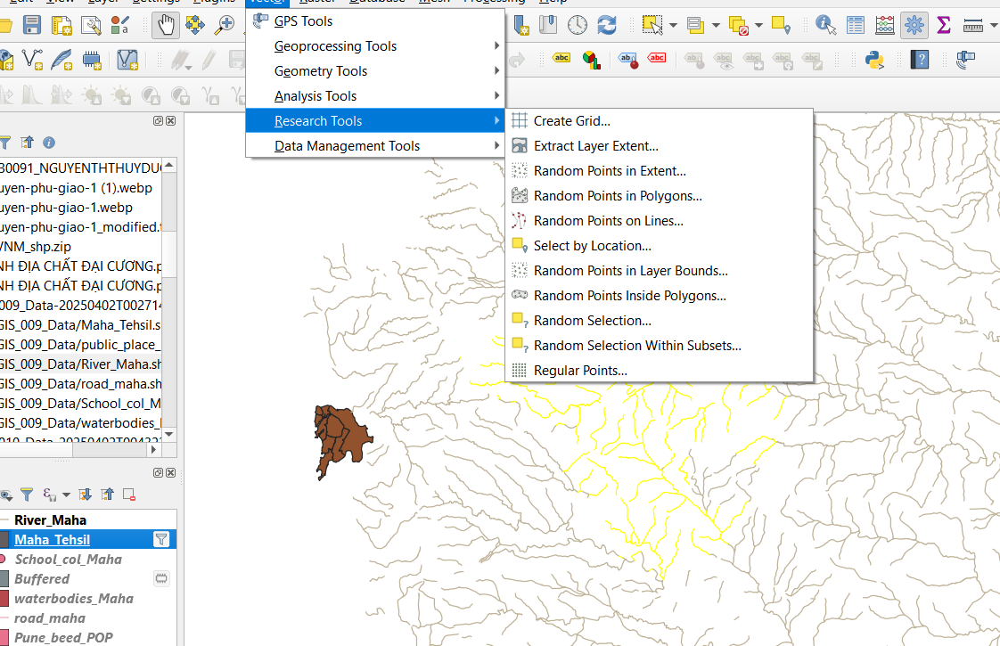 Vector
GPS Tools
Geoprocessing Tools
Geometry Tools
Analysis Tools
Research Tools
Data Management Tools
Create Grid...
Extract Layer Extent...
Random Points in Extent...
Random Points in Polygons...
Random Points on Lines...
Select by Location...
Random Points in Layer Bounds...
Random Points Inside Polygons...
Random Selection...
Random Selection Within Subsets...
Regular Points...
abc
abc
ab
abc
30091_NGUYENTHTHUYDU
uyen-phu-giao-1 (1).webp
uyen-phu-giao-1.webp
uyen-phu-giao-1_modified.
VNM_shp.zip
NH ĐỊA CHẤT ĐẠI CƯƠNG.p
NH ĐỊA CHẤT ĐẠI CƯƠNG.p
009_Data-20250402T002714
GIS_009_Data/Maha_Tehsil.s
GIS_009_Data/public_place_
GIS_009_Data/River_Maha.sh
GIS_009_Data/road_maha.sh
GIS_009_Data/School_col_M
GIS_009_Data/waterbodies_
River_Maha
Maha_Tehsil
School_col_Maha
Buffered
waterbodies_Maha
road_maha
Pune_beed_POP